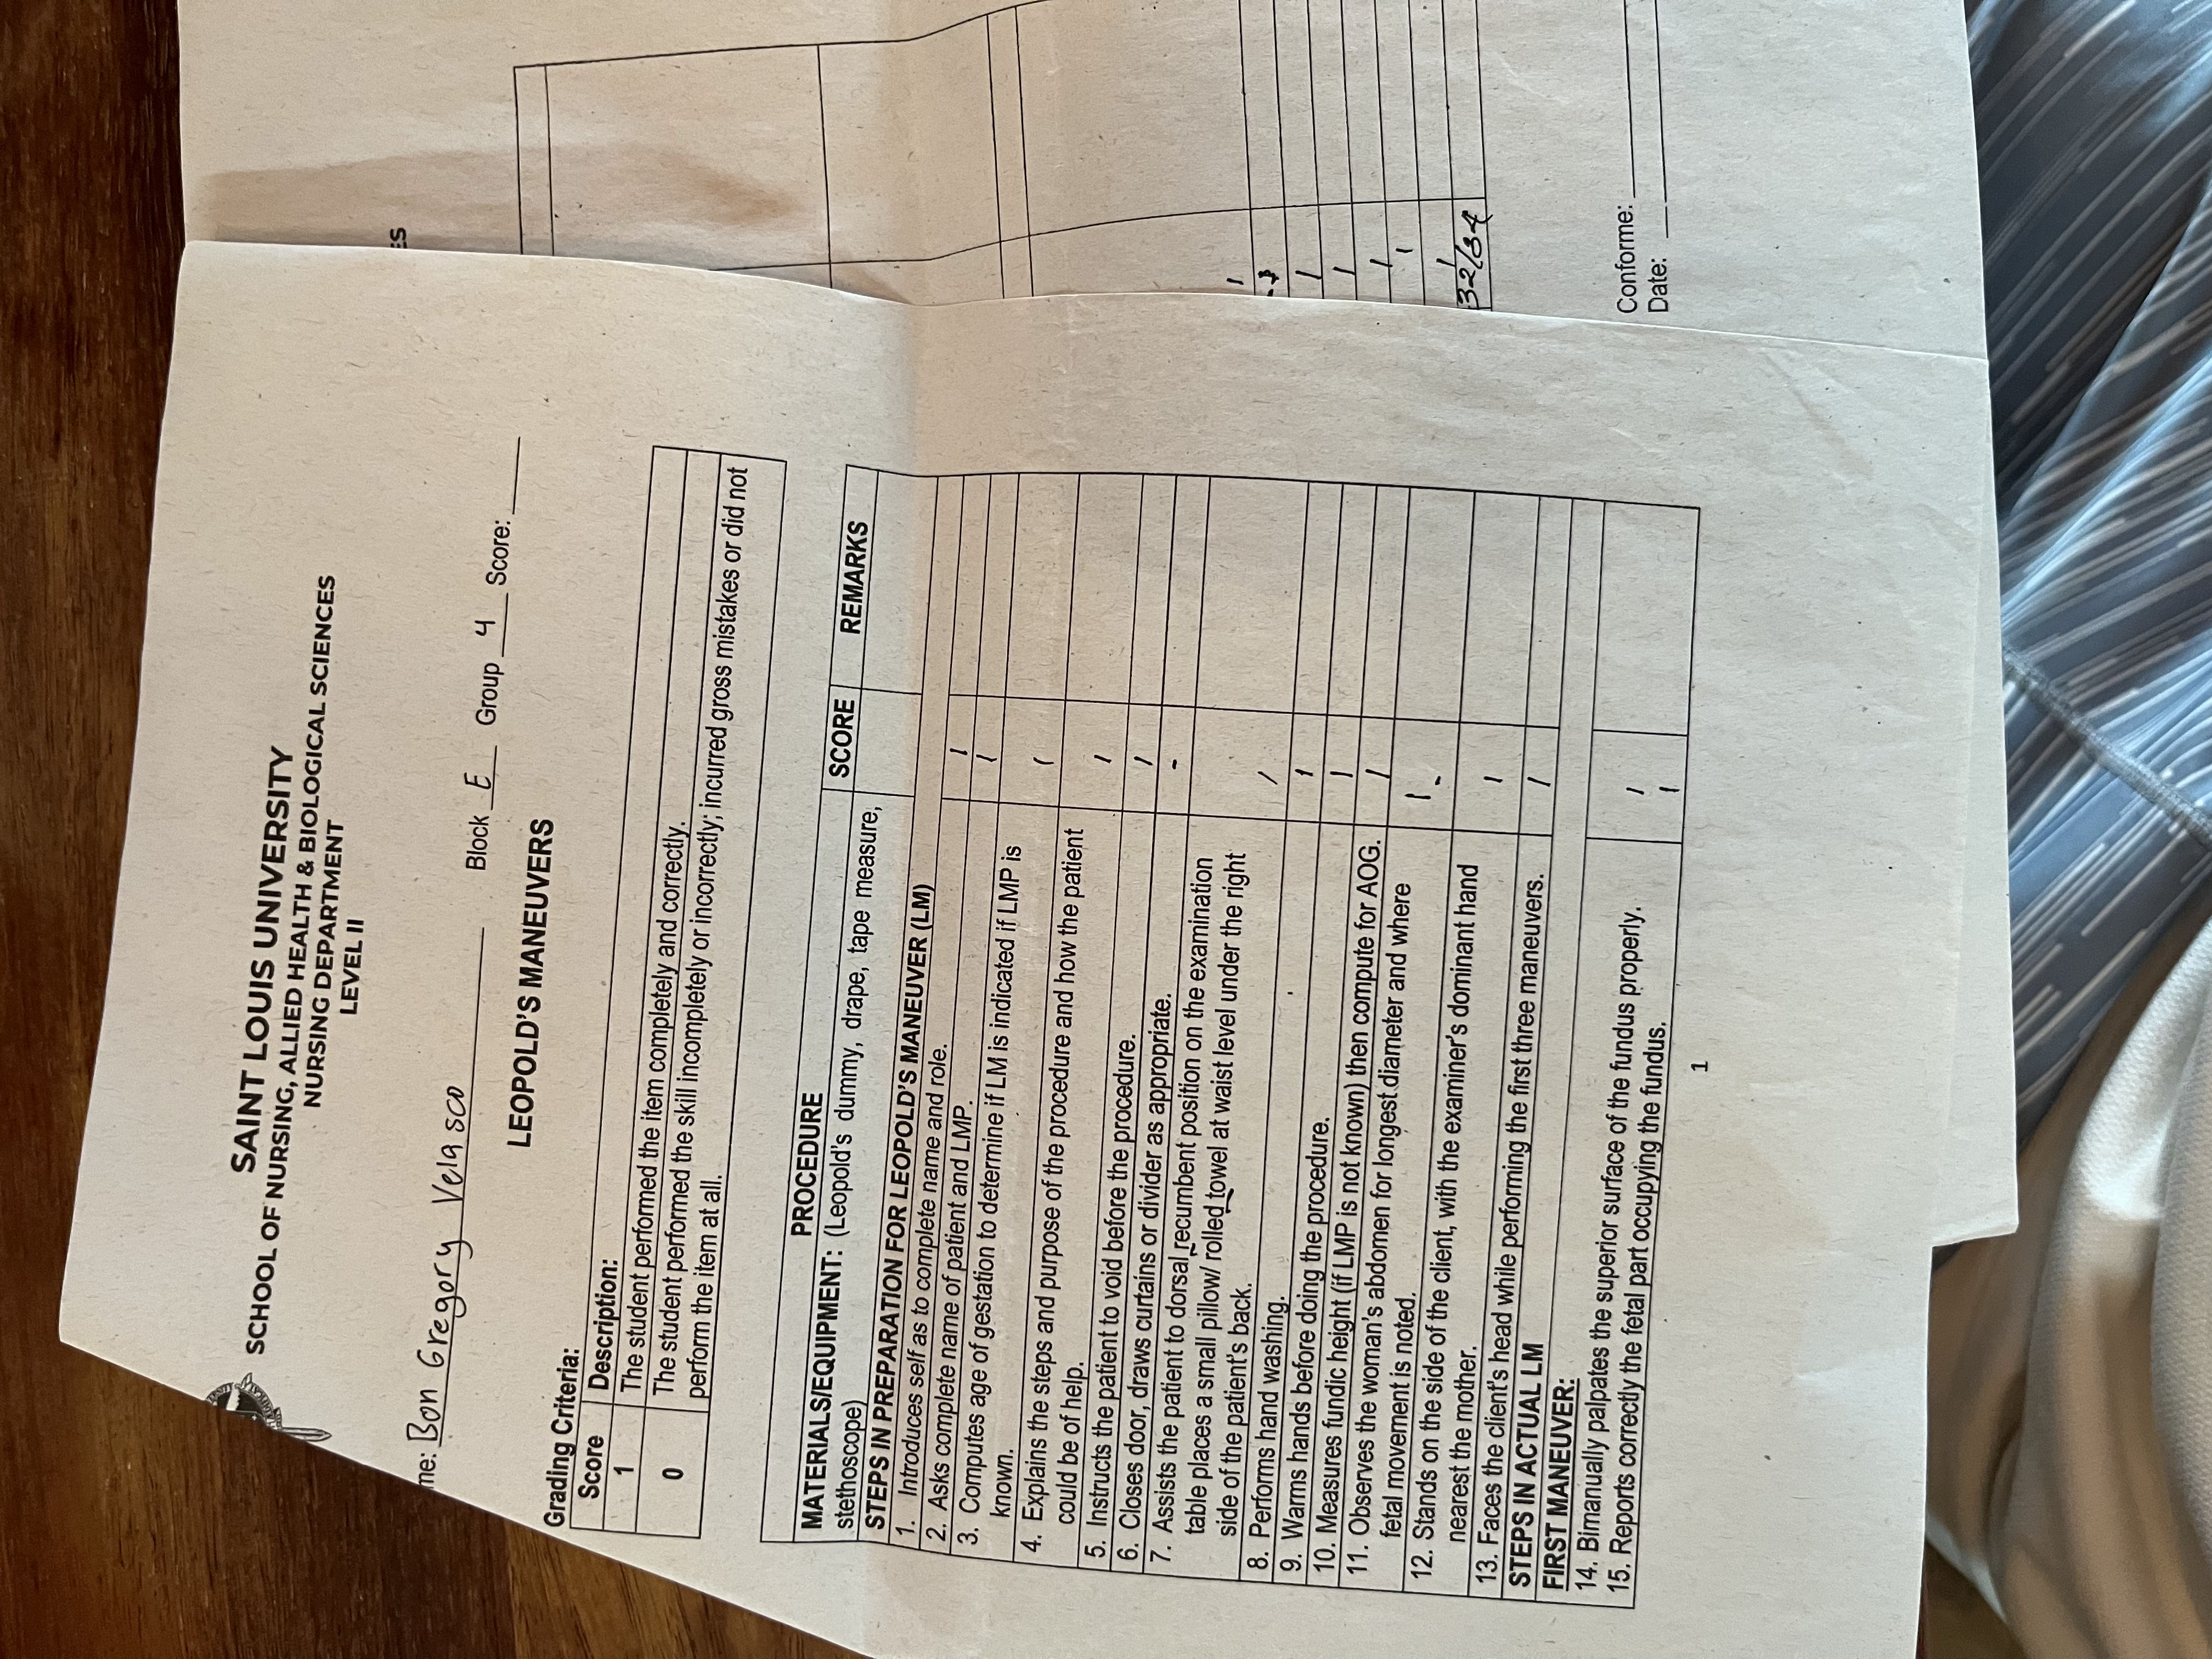 SAINT LOUIS UNIVERSITY
SCHOOL OF NURSING, ALLIED HEALTH & BIOLOGICAL SCIENCES
NURSING DEPARTMENT
LEVEL II
me: Bon Gregory Velasco Block E Group 4 Score:
LEOPOLD'S MANEUVERS
Grading Criteria:
Score Description:
1 The student performed the item completely and correctly.
0 The student performed the skill incompletely or incorrectly; incurred gross mistakes or did not
perform the item at all.
PROCEDURE SCORE REMARKS
MATERIALS/EQUIPMENT: (Leopold's dummy, drape, tape measure,
stethoscope)
STEPS IN PREPARATION FOR LEOPOLD'S MANEUVER (LM)
1. Introduces self as to complete name and role. 1
2. Asks complete name of patient and LMP. 1
3. Computes age of gestation to determine if LM is indicated if LMP is
known. 1
4. Explains the steps and purpose of the procedure and how the patient
could be of help. 1
5. Instructs the patient to void before the procedure. 1
6. Closes door, draws curtains or divider as appropriate. -
7. Assists the patient to dorsal recumbent position on the examination
table places a small pillow/ rolled towel at waist level under the right
side of the patient's back. 1
8. Performs hand washing. 1
9. Warms hands before doing the procedure. 1
10. Measures fundic height (if LMP is not known) then compute for AOG. 1
11. Observes the woman's abdomen for longest diameter and where
fetal movement is noted. 1 -
12. Stands on the side of the client, with the examiner's dominant hand
nearest the mother. 1
13. Faces the client's head while performing the first three maneuvers. 1
STEPS IN ACTUAL LM
FIRST MANEUVER:
14. Bimanually palpates the superior surface of the fundus properly. 1
15. Reports correctly the fetal part occupying the fundus. 1
1
ES
1
1
1
1
1
1
32/34
Conforme:
Date: